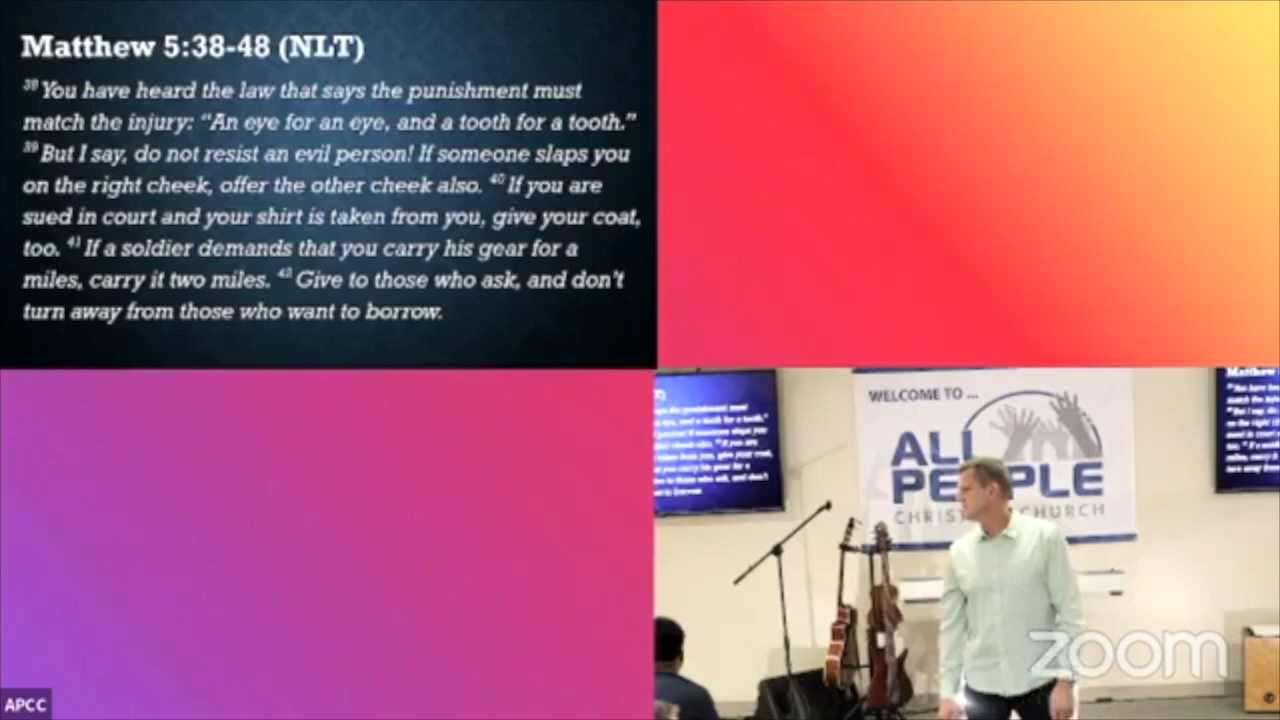 Matthew 5:38-48 (NLT)
38 You have heard the law that says the punishment must
match the injury: “An eye for an eye, and a tooth for a tooth.”
39 But I say, do not resist an evil person! If someone slaps you
on the right cheek, offer the other cheek also. 40 If you are
sued in court and your shirt is taken from you, give your coat,
too. 41 If a soldier demands that you carry his gear for a
miles, carry it two miles. 42 Give to those who ask, and don’t
turn away from those who want to borrow.
WELCOME TO ...
ALL
PEOPLE
CHURCH
zoom
APCC